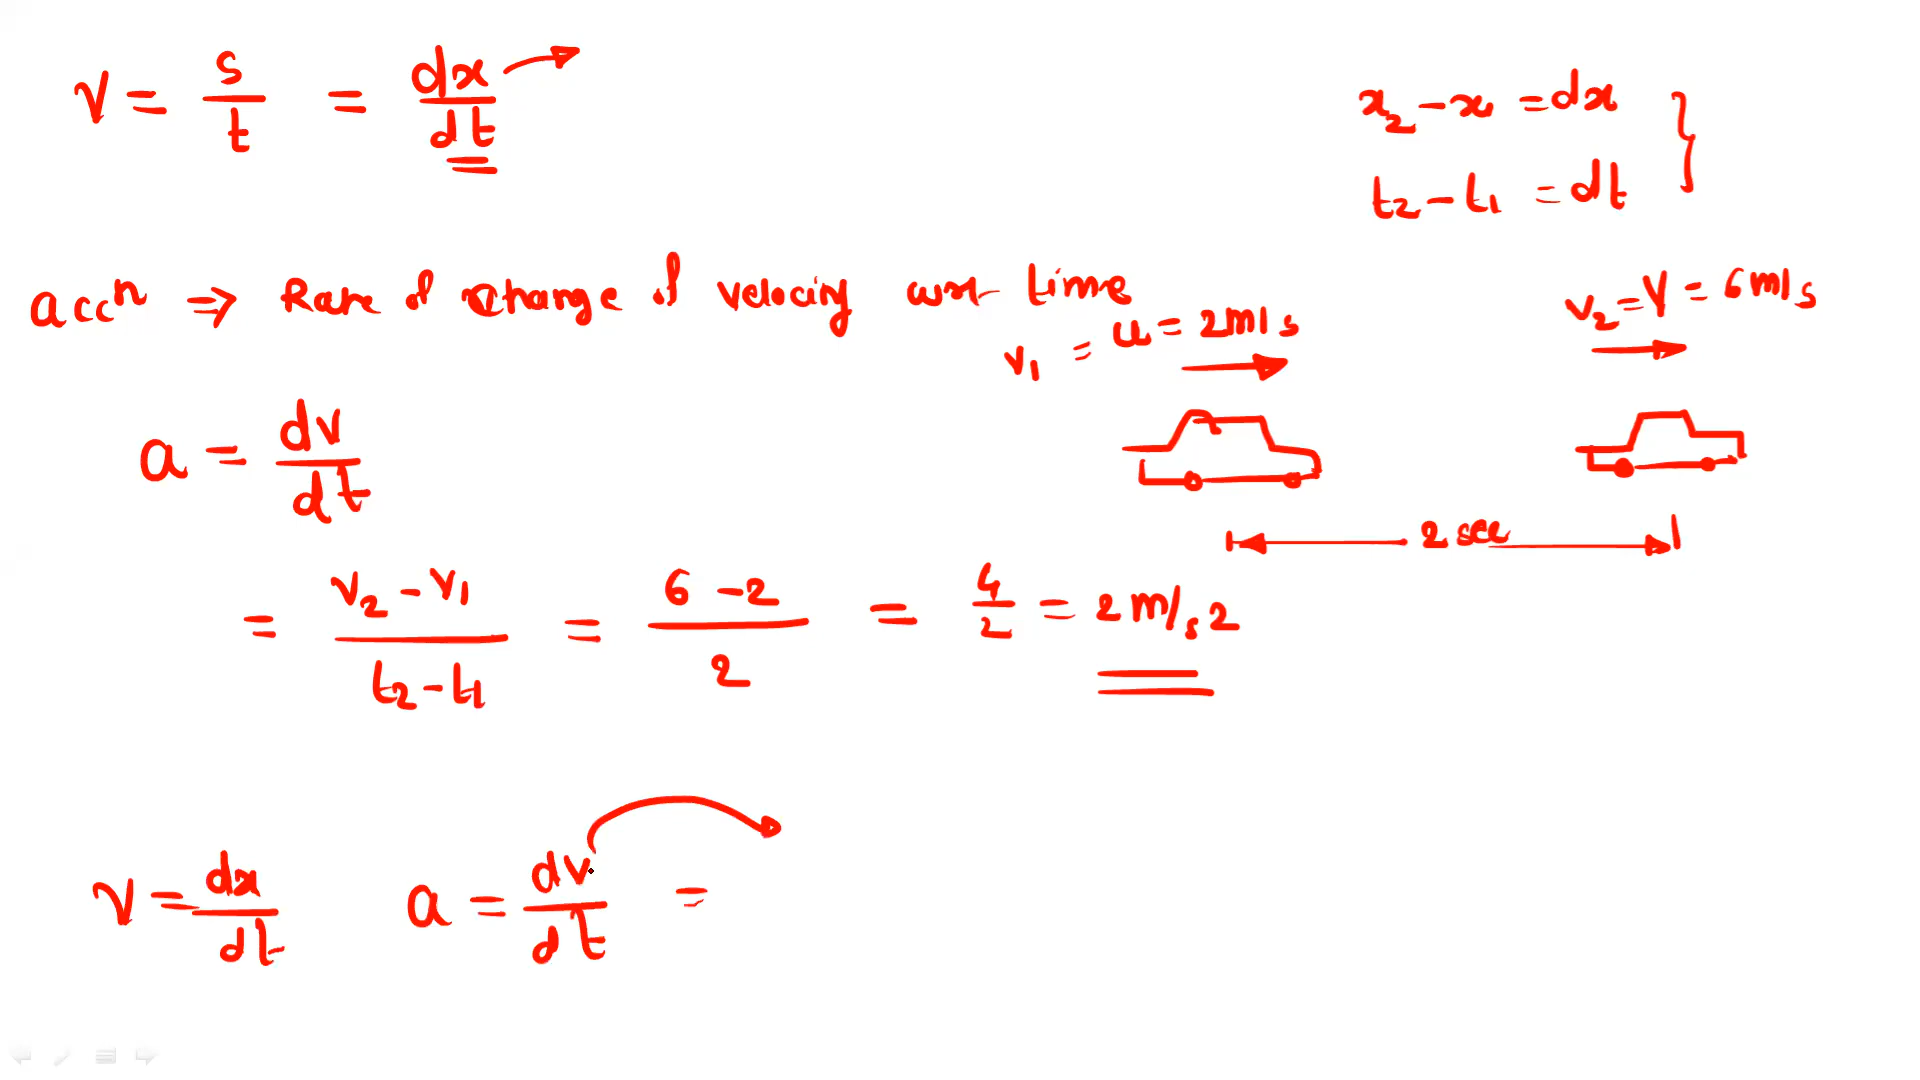 v = s/t = dx/dt
x2 - x = dx
t2 - t1 = dt
accn ⇒ Rate of change of velocity wrt time
v1 = u = 2m/s
v2 = V = 6m/s
a = dv/dt
2 sec
= v2 - v1 / t2 - t1 = 6 - 2 / 2 = 4/2 = 2 m/s2
v = dx/dt a = dv/dt =